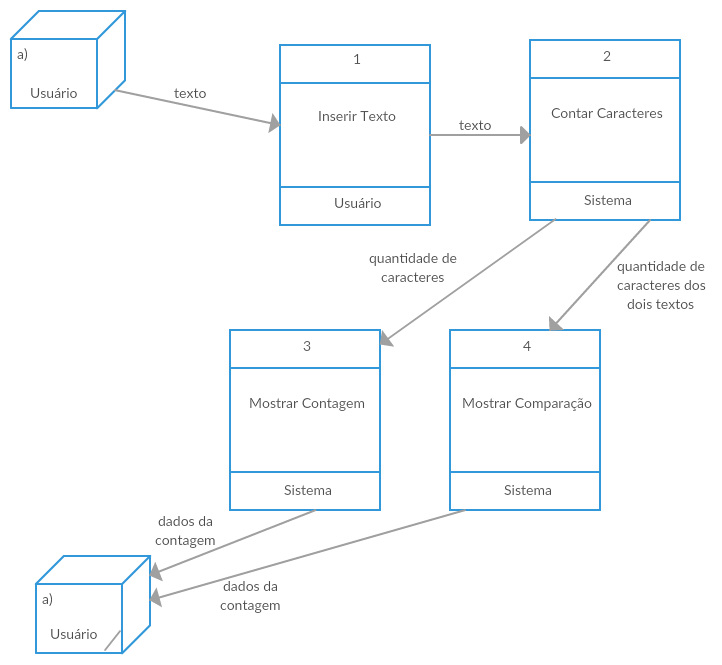 a)
Usuário
texto
1
Inserir Texto
Usuário
texto
2
Contar Caracteres
Sistema
quantidade de
caracteres
quantidade de
caracteres dos
dois textos
3
Mostrar Contagem
Sistema
4
Mostrar Comparação
Sistema
dados da
contagem
dados da
contagem
a)
Usuário